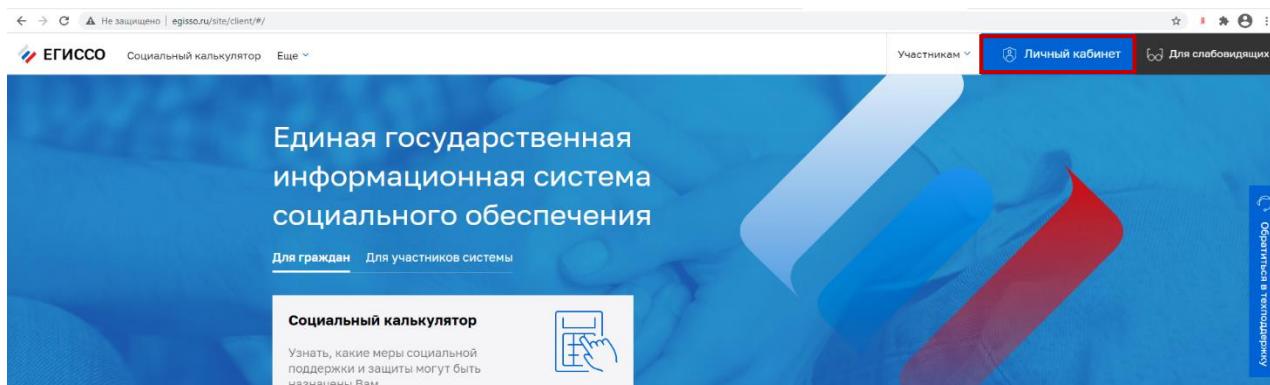 Не защищено | egisso.ru/site/client/#/
ЕГИССО Социальный калькулятор Еще Участникам Личный кабинет Для слабовидящих
Единая государственная
информационная система
социального обеспечения
Для граждан Для участников системы
Социальный калькулятор
Узнать, какие меры социальной
поддержки и защиты могут быть
назначены Вам
Обратиться в техподдержку